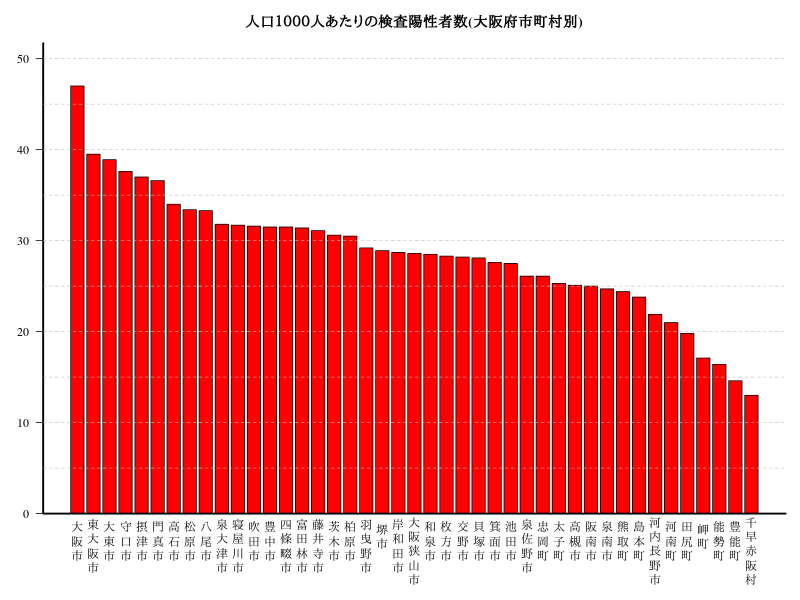 人口1000人あたりの検査陽性者数(大阪府市町村別)
50
40
30
20
10
0
大阪市
東大阪市
大東市
守口市
摂津市
門真市
高石市
松原市
八尾市
泉大津市
寝屋川市
吹田市
豊中市
四條畷市
富田林市
藤井寺市
茨木市
柏原市
羽曳野市
堺市
岸和田市
大阪狭山市
和泉市
枚方市
交野市
貝塚市
箕面市
池田市
泉佐野市
忠岡町
太子町
高槻市
阪南市
泉南市
熊取町
島本町
河内長野市
河南町
田尻町
岬町
能勢町
豊能町
千早赤阪村